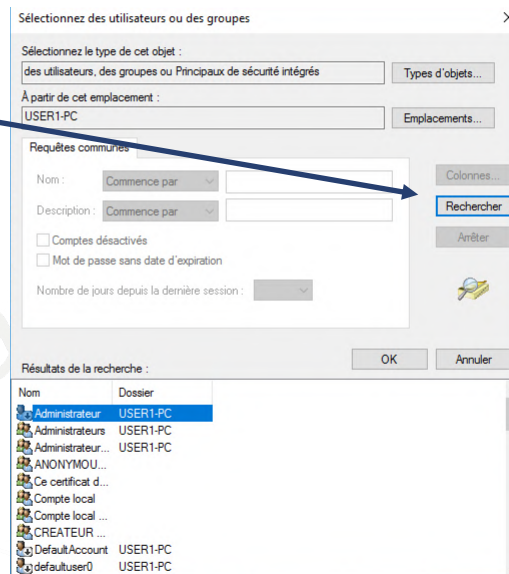 Sélectionnez des utilisateurs ou des groupes
Sélectionnez le type de cet objet :
des utilisateurs, des groupes ou Principaux de sécurité intégrés
Types d'objets...
À partir de cet emplacement :
USER1-PC
Emplacements...
Requêtes communes
Nom :
Commence par
Colonnes...
Description :
Commence par
Rechercher
Comptes désactivés
Arrêter
Mot de passe sans date d'expiration
Nombre de jours depuis la dernière session :
OK
Annuler
Résultats de la recherche :
Nom Dossier
Administrateur USER1-PC
Administrateurs USER1-PC
Administrateur... USER1-PC
ANONYMOU...
Ce certificat d...
Compte local
Compte local ...
CREATEUR ...
DefaultAccount USER1-PC
defaultuser0 USER1-PC